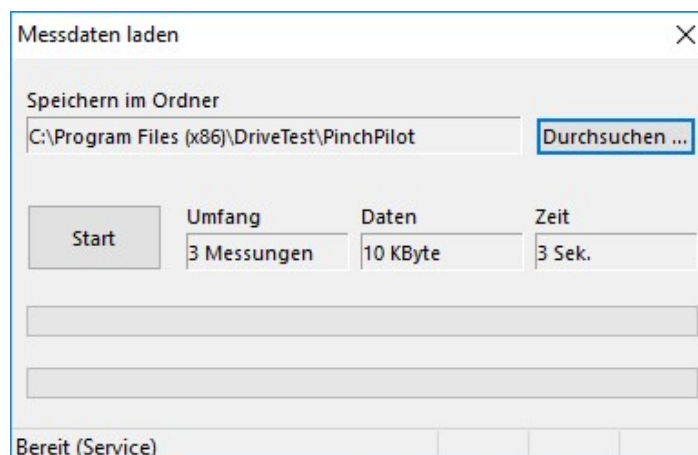 Messdaten laden
Speichern im Ordner
C:\Program Files (x86)\DriveTest\PinchPilot
Durchsuchen ...
Start
Umfang
Daten
Zeit
3 Messungen
10 KByte
3 Sek.
Bereit (Service)